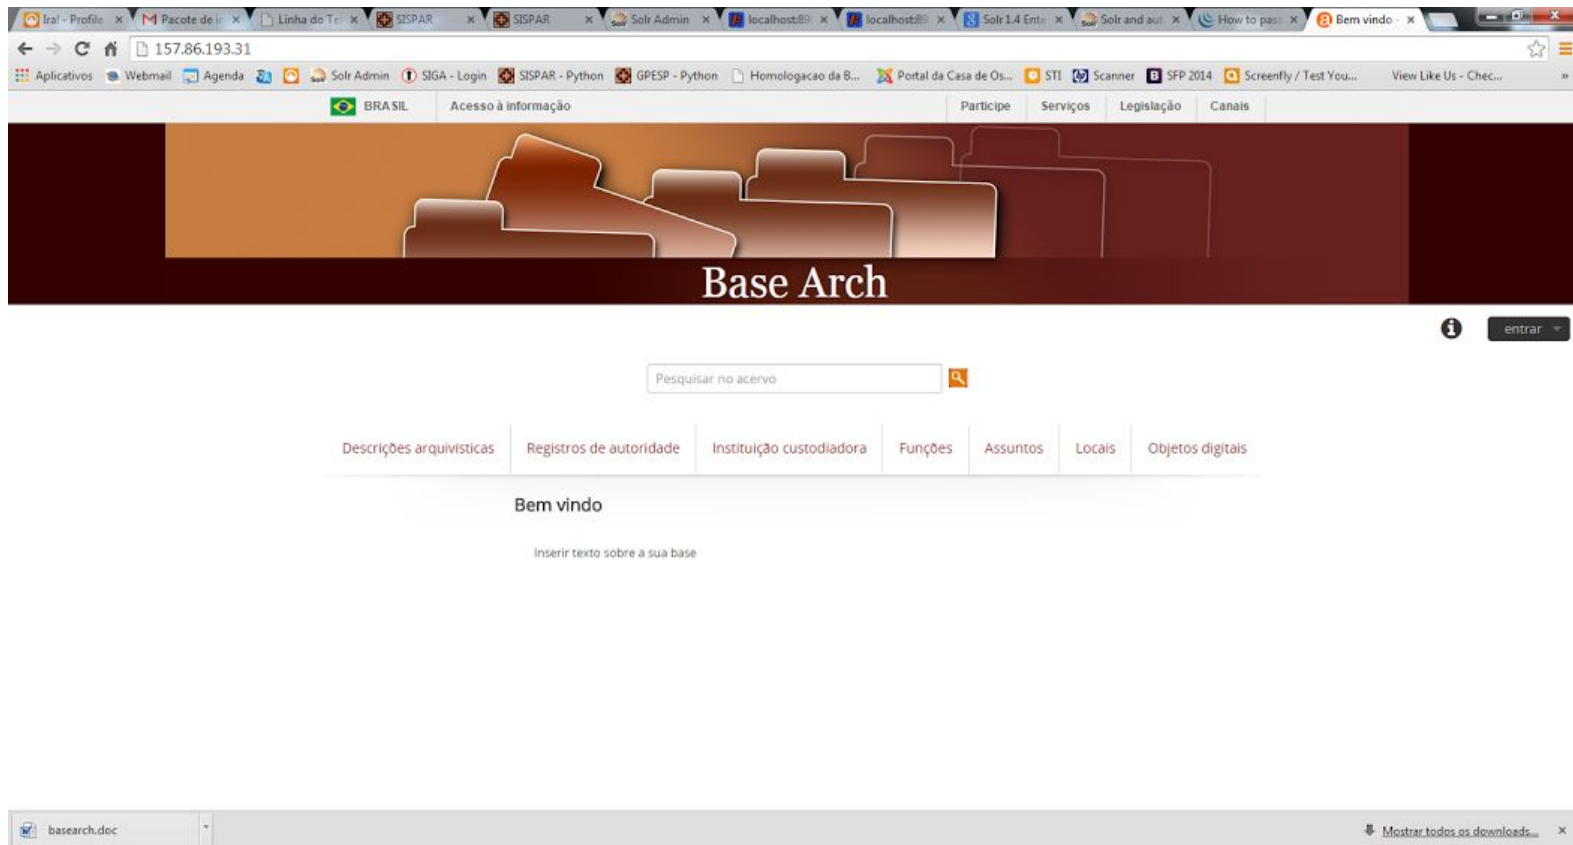 Ira! - Profile Pacote de in Linha do Te SISPAR SISPAR Solr Admin localhost:89 localhost:89 Solr 1.4 Ente Solr and aut How to pass Bem vindo -
157.86.193.31
Aplicativos Webmail Agenda Solr Admin SIGA - Login SISPAR - Python GPESP - Python Homologacao da B... Portal da Casa de Os... STI Scanner SFP 2014 Screenfly / Test You... View Like Us - Chec... »
BRASIL Acesso à informação Participe Serviços Legislação Canais
Base Arch
entrar
Pesquisar no acervo
Descrições arquivísticas Registros de autoridade Instituição custodiadora Funções Assuntos Locais Objetos digitais
Bem vindo
Inserir texto sobre a sua base
basearch.doc Mostrar todos os downloads...